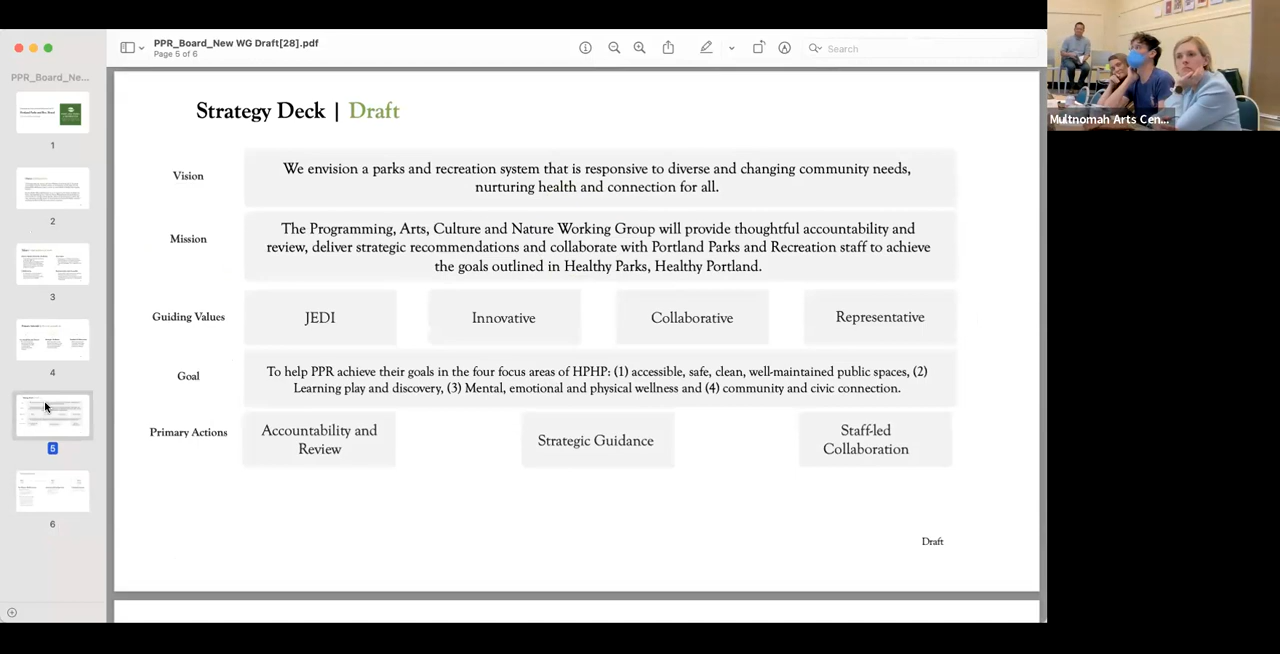 PPR_Board_New WG Draft[28].pdf
Page 5 of 6
Search
PPR_Board_Ne...
1
2
3
4
5
6
Strategy Deck | Draft
Vision
We envision a parks and recreation system that is responsive to diverse and changing community needs,
nurturing health and connection for all.
Mission
The Programming, Arts, Culture and Nature Working Group will provide thoughtful accountability and
review, deliver strategic recommendations and collaborate with Portland Parks and Recreation staff to achieve
the goals outlined in Healthy Parks, Healthy Portland.
Guiding Values
JEDI
Innovative
Collaborative
Representative
Goal
To help PPR achieve their goals in the four focus areas of HPHP: (1) accessible, safe, clean, well-maintained public spaces, (2)
Learning play and discovery, (3) Mental, emotional and physical wellness and (4) community and civic connection.
Primary Actions
Accountability and
Review
Strategic Guidance
Staff-led
Collaboration
Draft
Multnomah Arts Cen...